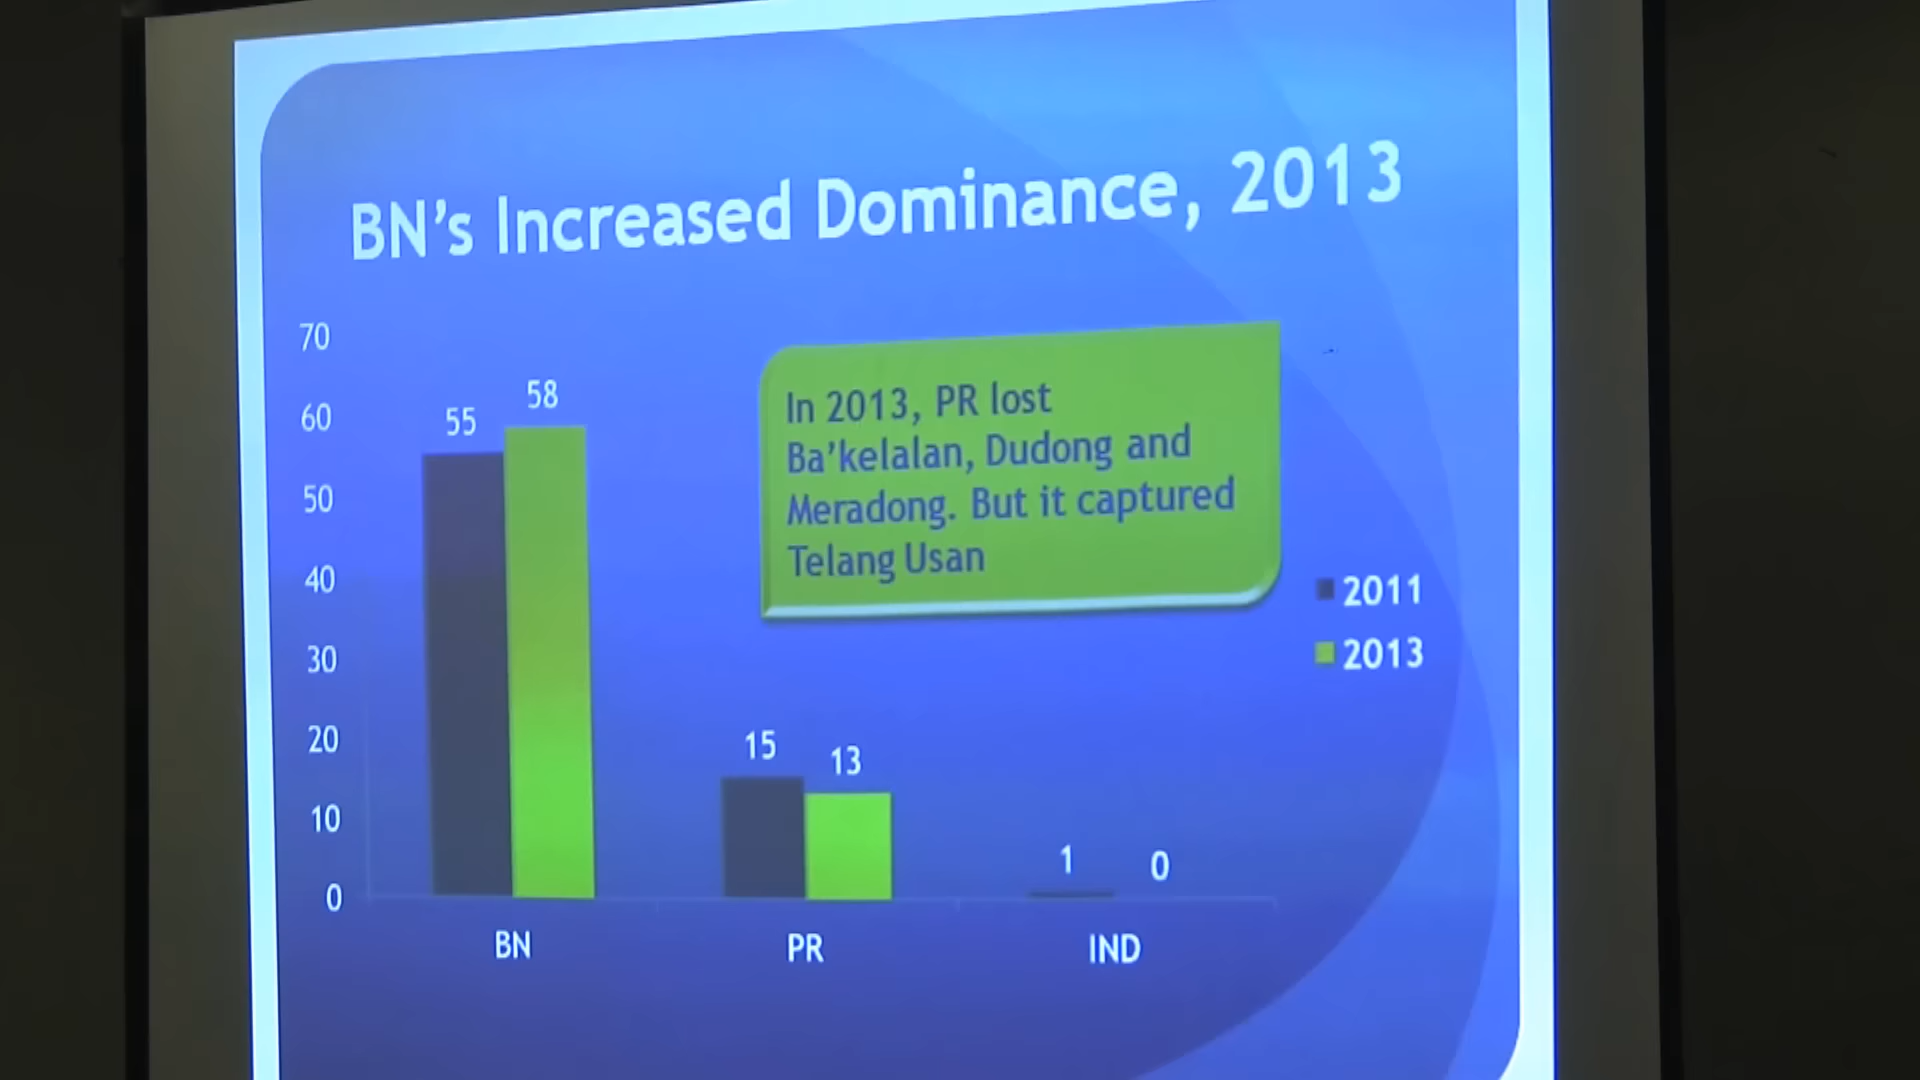 BN's Increased Dominance, 2013
70
60
50
40
30
20
10
0
55
58
15
13
1
0
BN
PR
IND
In 2013, PR lost
Ba'kelalan, Dudong and
Meradong. But it captured
Telang Usan
2011
2013